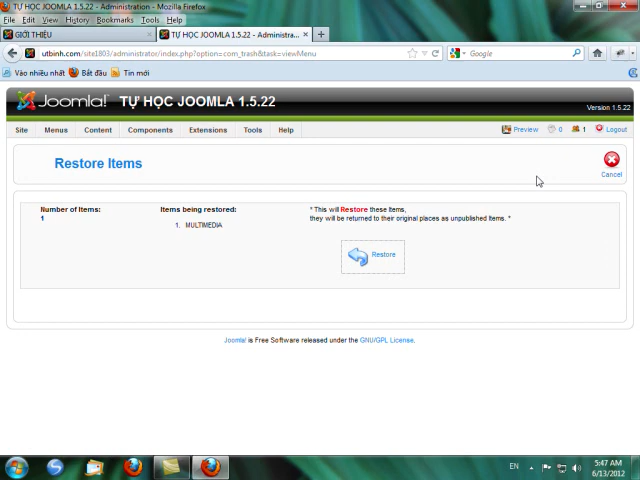 TỰ HỌC JOOMLA 1.5.22 - Administration - Mozilla Firefox
File Edit View History Bookmarks Tools Help
GIỚI THIỆU
TỰ HỌC JOOMLA 1.5.22 - Administra...
utbinh.com/site1803/administrator/index.php?option=com_trash&task=viewMenu
Google
Vào nhiều nhất Bắt đầu Tin mới
Joomla! TỰ HỌC JOOMLA 1.5.22
Version 1.5.22
Site Menus Content Components Extensions Tools Help Preview 0 1 Logout
Restore Items
Cancel
Number of Items: Items being restored: * This will Restore these Items,
1 they will be returned to their original places as unpublished Items. *
1. MULTIMEDIA
Restore
Joomla! is Free Software released under the GNU/GPL License.
EN
5:47 AM
6/13/2012